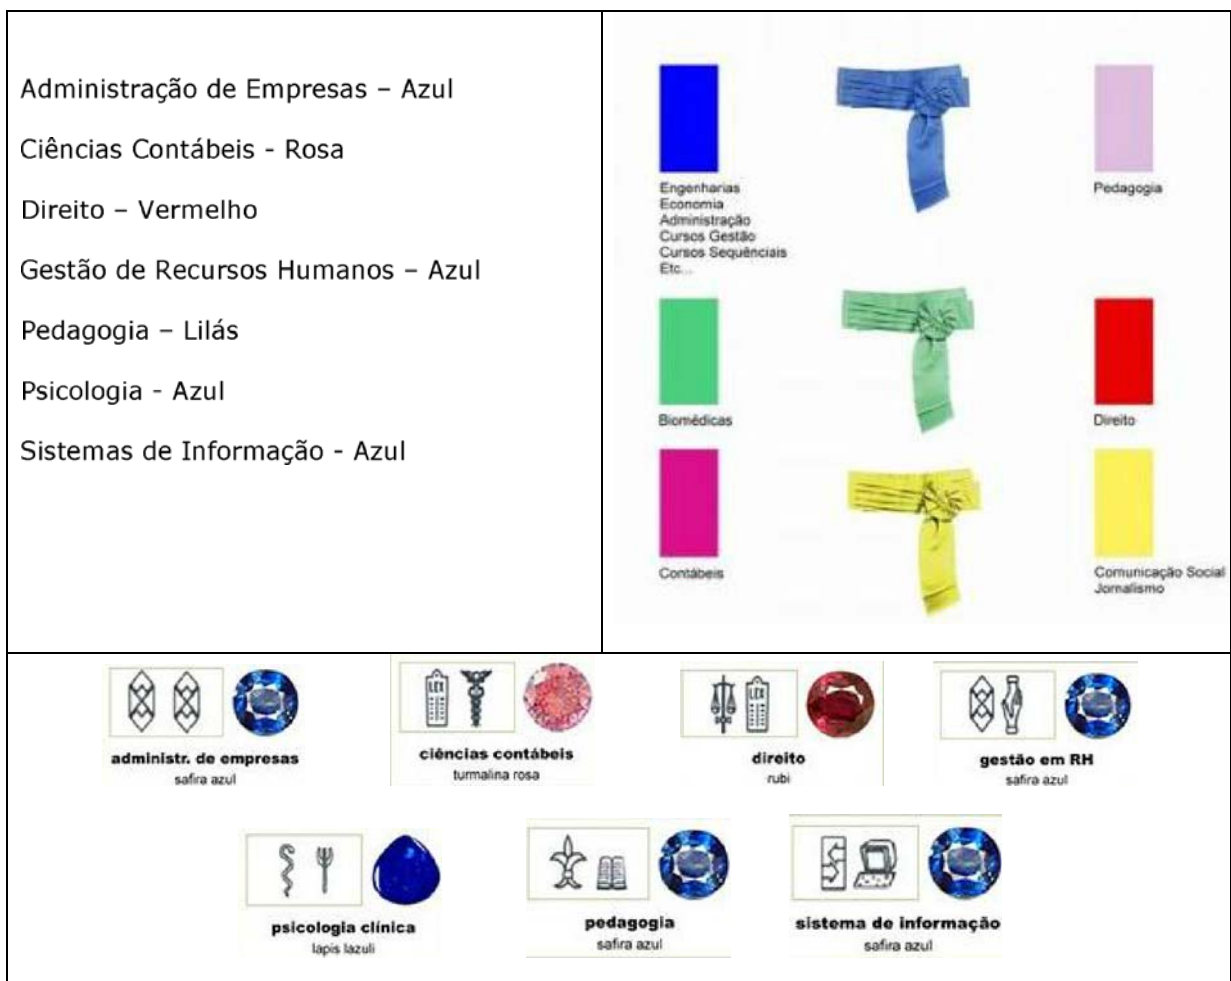 Administração de Empresas – Azul
Ciências Contábeis - Rosa
Direito – Vermelho
Gestão de Recursos Humanos – Azul
Pedagogia – Lilás
Psicologia - Azul
Sistemas de Informação - Azul
Engenharias
Economia
Administração
Cursos Gestão
Cursos Sequênciais
Etc...
Pedagogia
Biomédicas
Direito
Contábeis
Comunicação Social
Jornalismo
administr. de empresas
safira azul
LEX
ciências contábeis
turmalina rosa
LEX
direito
rubi
gestão em RH
safira azul
psicologia clínica
lapis lazuli
pedagogia
safira azul
sistema de informação
safira azul